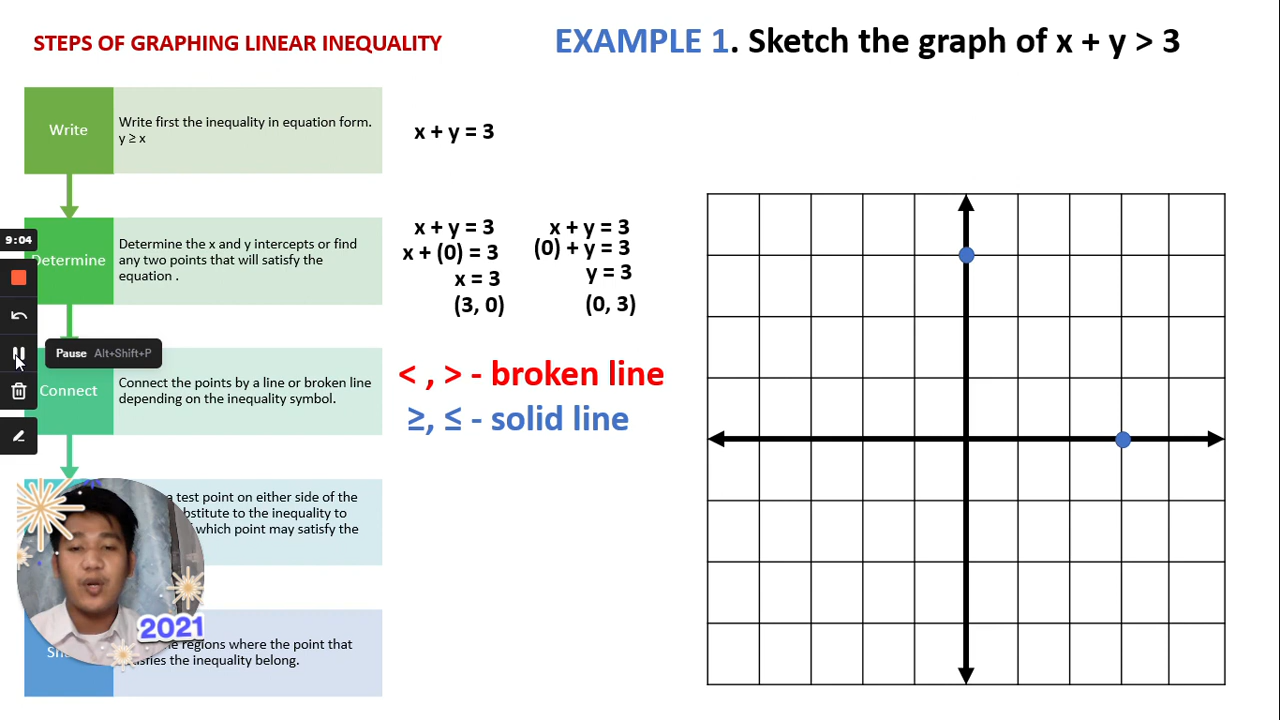 STEPS OF GRAPHING LINEAR INEQUALITY
EXAMPLE 1. Sketch the graph of x + y > 3
Write
Write first the inequality in equation form.
y ≥ x
x + y = 3
9:04
Determine
Determine the x and y intercepts or find
any two points that will satisfy the
equation .
x + y = 3
x + (0) = 3
x = 3
(3, 0)
x + y = 3
(0) + y = 3
y = 3
(0, 3)
Pause Alt+Shift+P
Connect
Connect the points by a line or broken line
depending on the inequality symbol.
< , > - broken line
≥, ≤ - solid line
a test point on either side of the
to the inequality to
which point may satisfy the
2021
regions where the point that
the inequality belong.